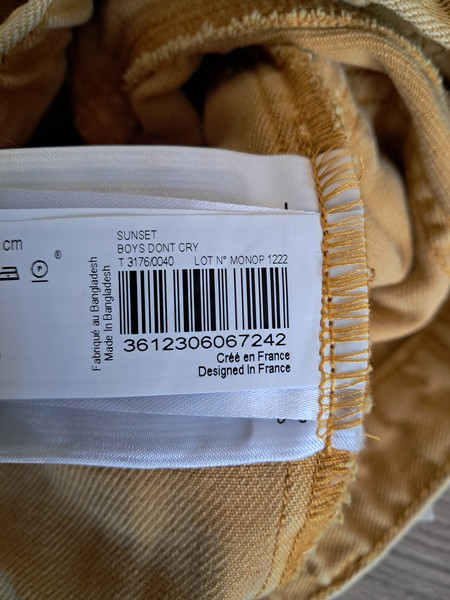 cm
P
®
SUNSET
BOYS DONT CRY
T 3176/0040 LOT N° MONOP 1222
3612306067242
Créé en France
Designed In France
Fabriqué au Bangladesh
Made In Bangladesh